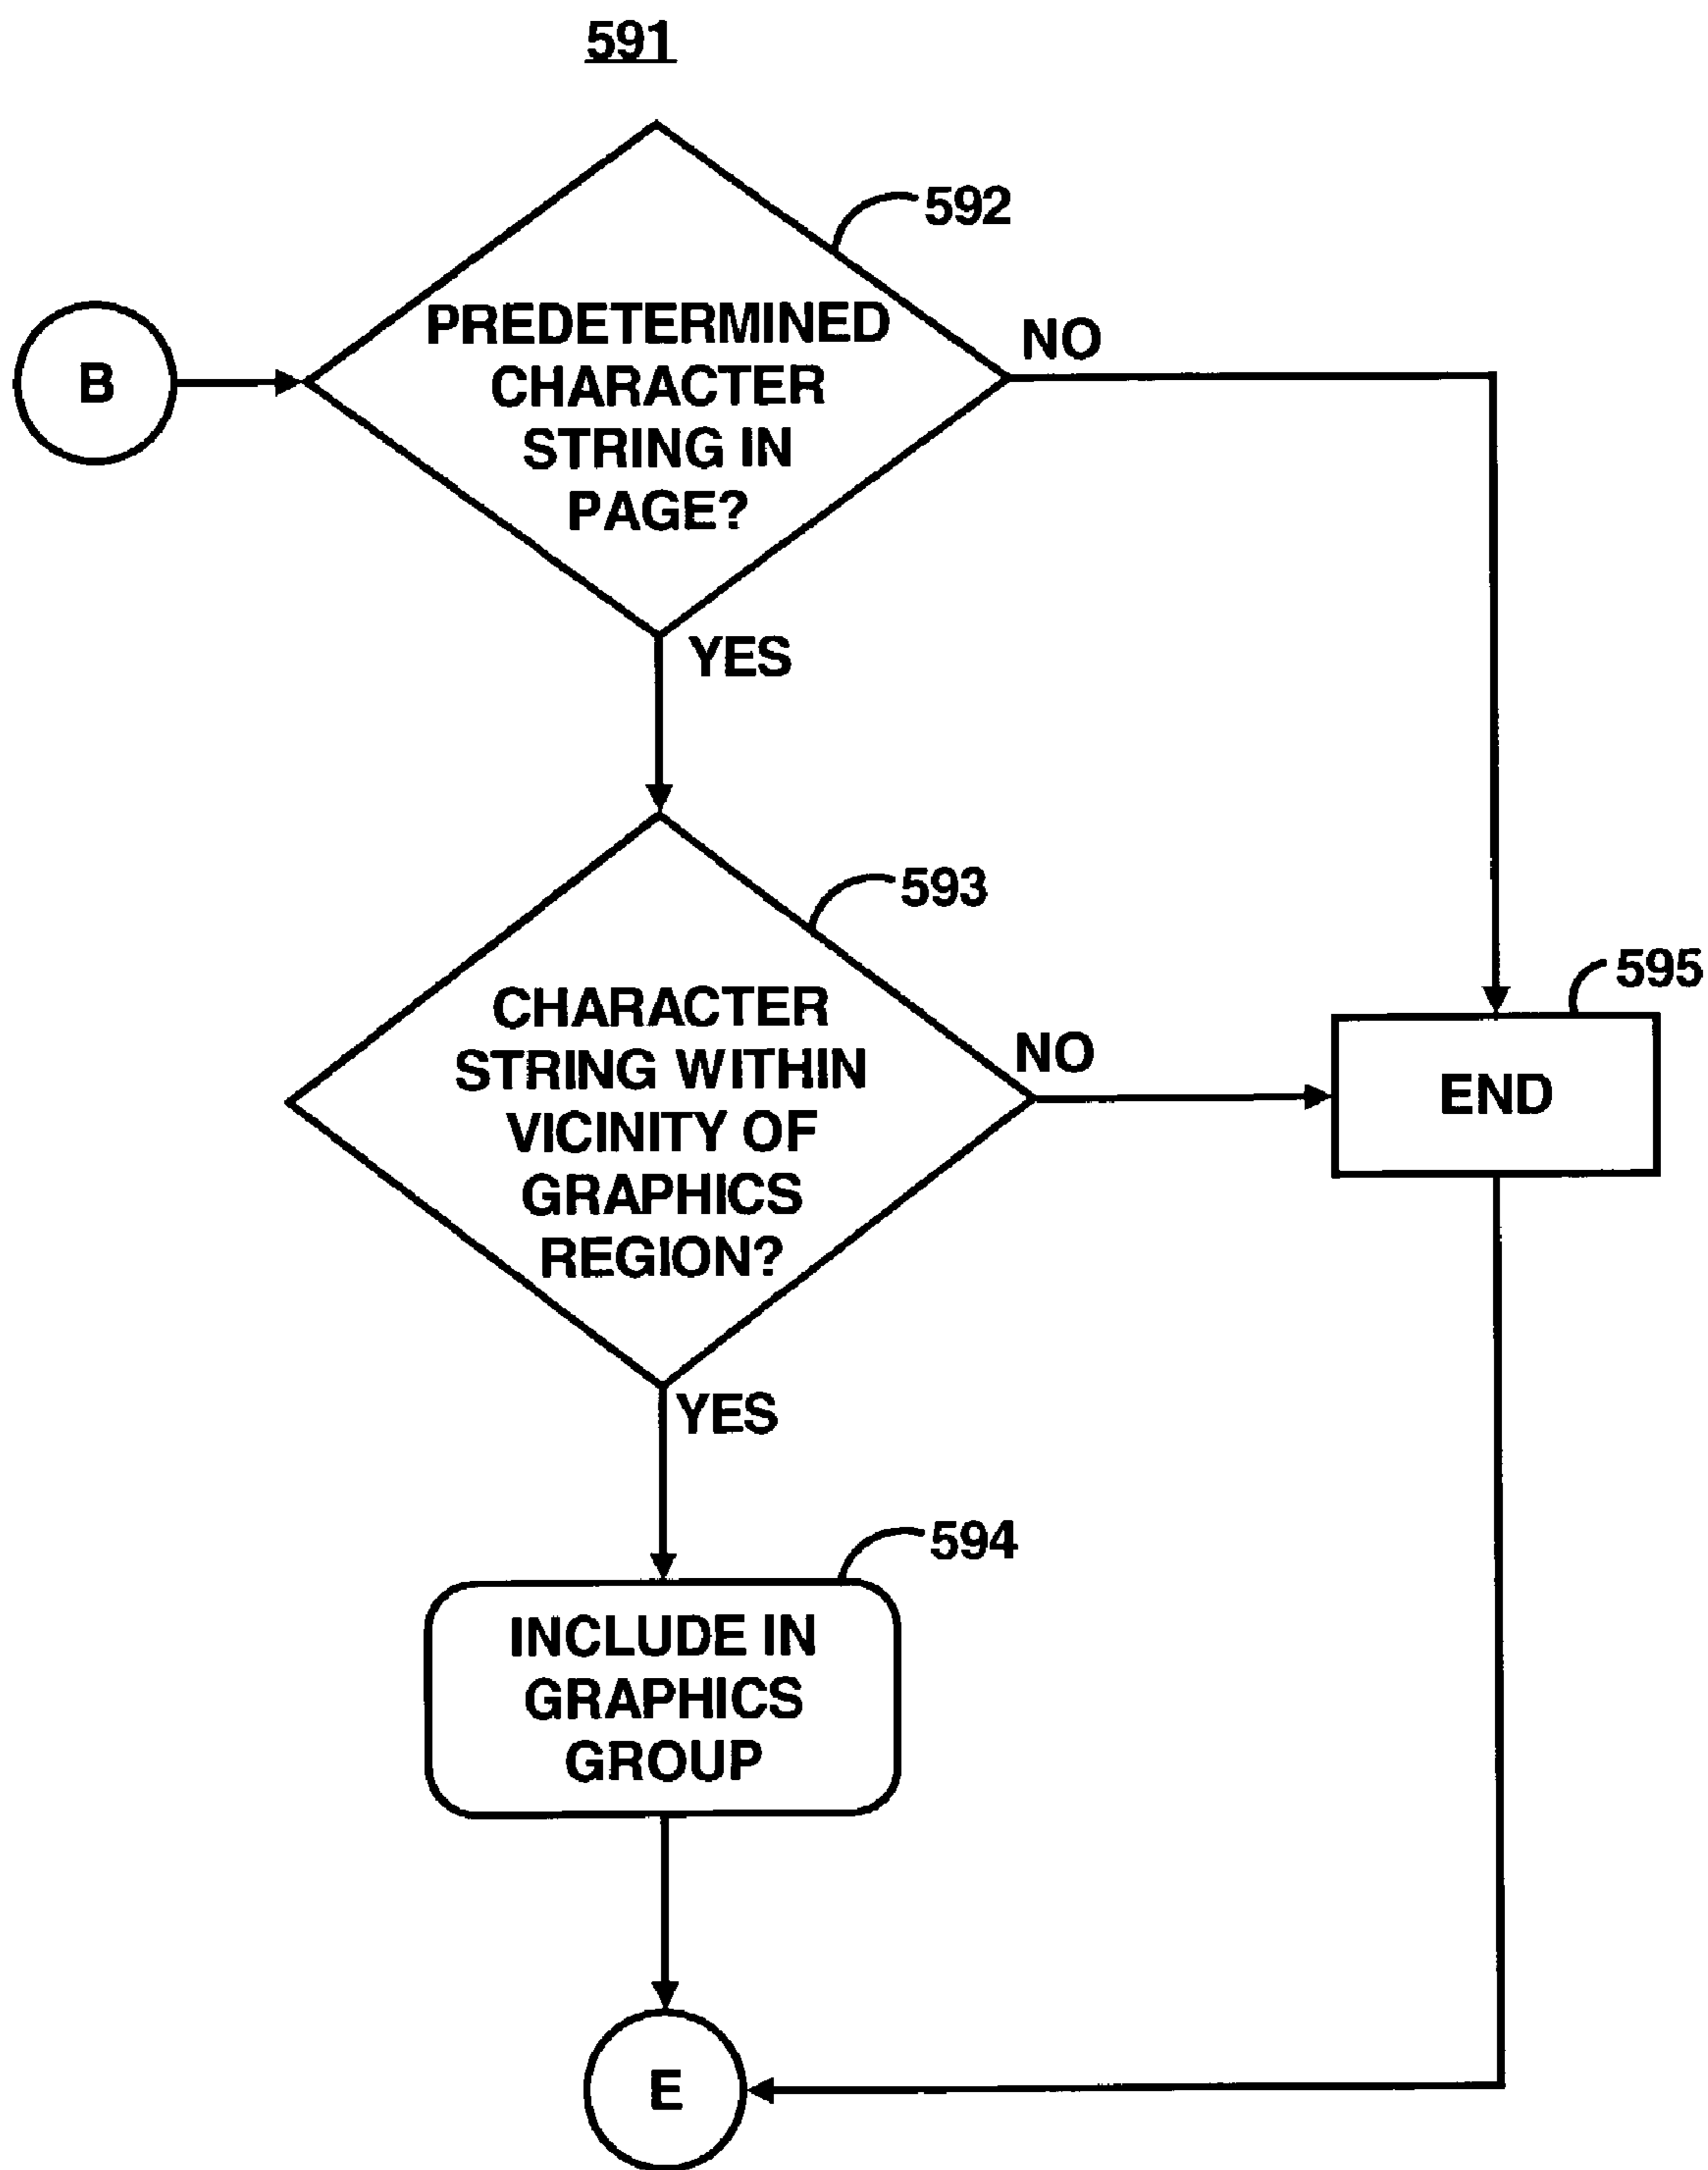 591
592
PREDETERMINED
CHARACTER
STRING IN
PAGE?
B
NO
YES
593
CHARACTER
STRING WITHIN
VICINITY OF
GRAPHICS
REGION?
NO
595
END
YES
594
INCLUDE IN
GRAPHICS
GROUP
E